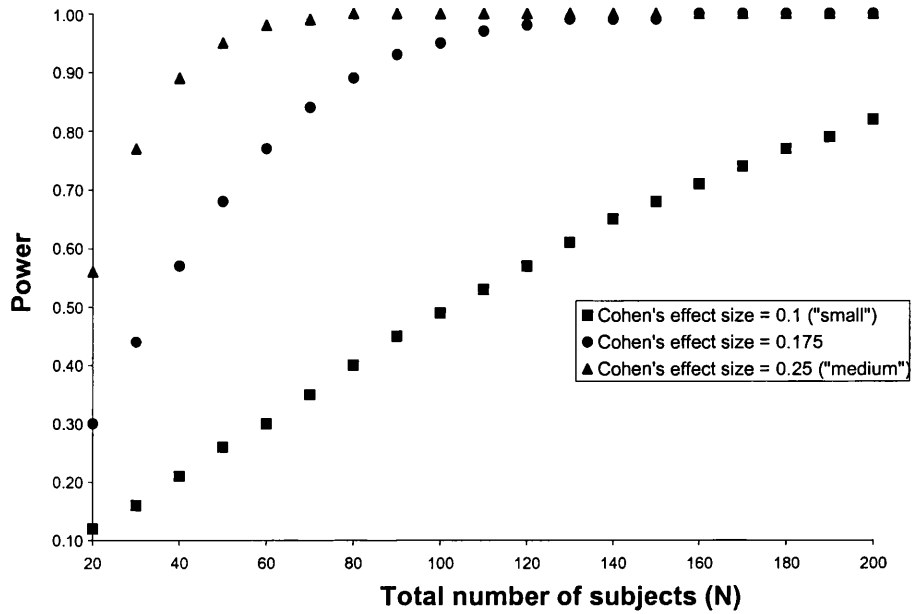 1.00
0.90
0.80
0.70
0.60
0.50
0.40
0.30
0.20
0.10
Power
20 40 60 80 100 120 140 160 180 200
Total number of subjects (N)
Cohen's effect size = 0.1 ("small")
Cohen's effect size = 0.175
Cohen's effect size = 0.25 ("medium")